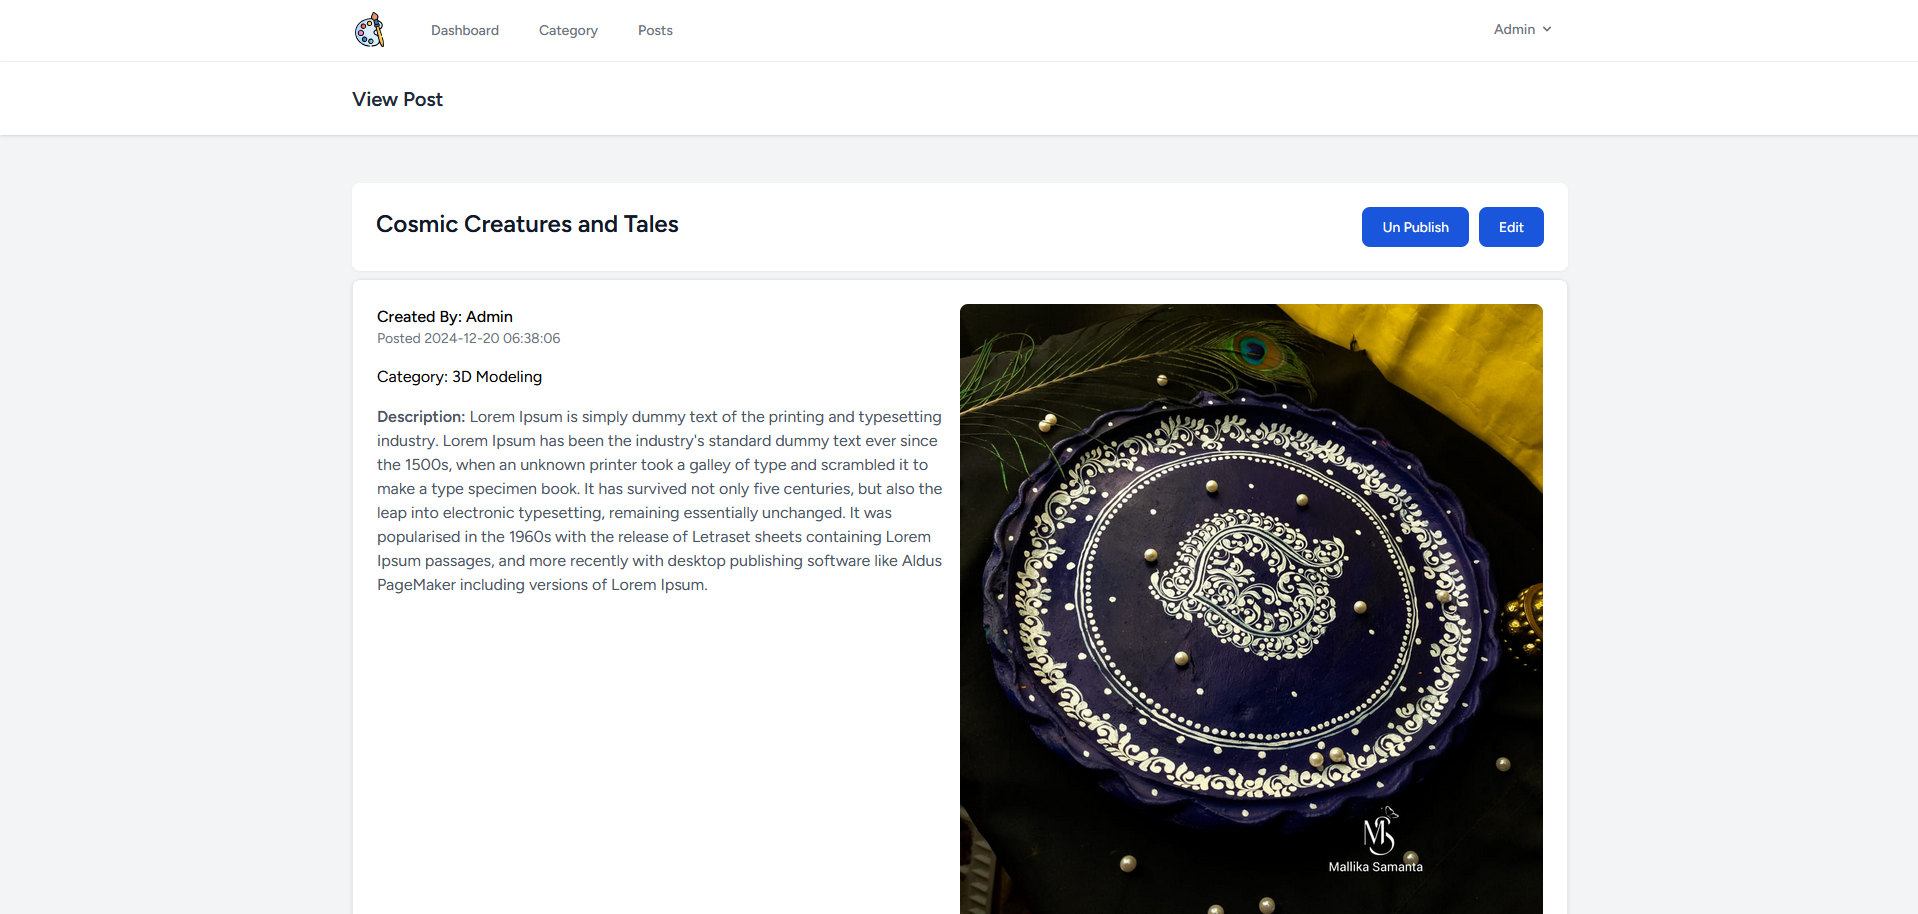 Dashboard
Category
Posts
Admin
View Post
Cosmic Creatures and Tales
Un Publish
Edit
Created By: Admin
Posted 2024-12-20 06:38:06
Category: 3D Modeling
Description: Lorem Ipsum is simply dummy text of the printing and typesetting
industry. Lorem Ipsum has been the industry's standard dummy text ever since
the 1500s, when an unknown printer took a galley of type and scrambled it to
make a type specimen book. It has survived not only five centuries, but also the
leap into electronic typesetting, remaining essentially unchanged. It was
popularised in the 1960s with the release of Letraset sheets containing Lorem
Ipsum passages, and more recently with desktop publishing software like Aldus
PageMaker including versions of Lorem Ipsum.
MS
Mallika Samanta